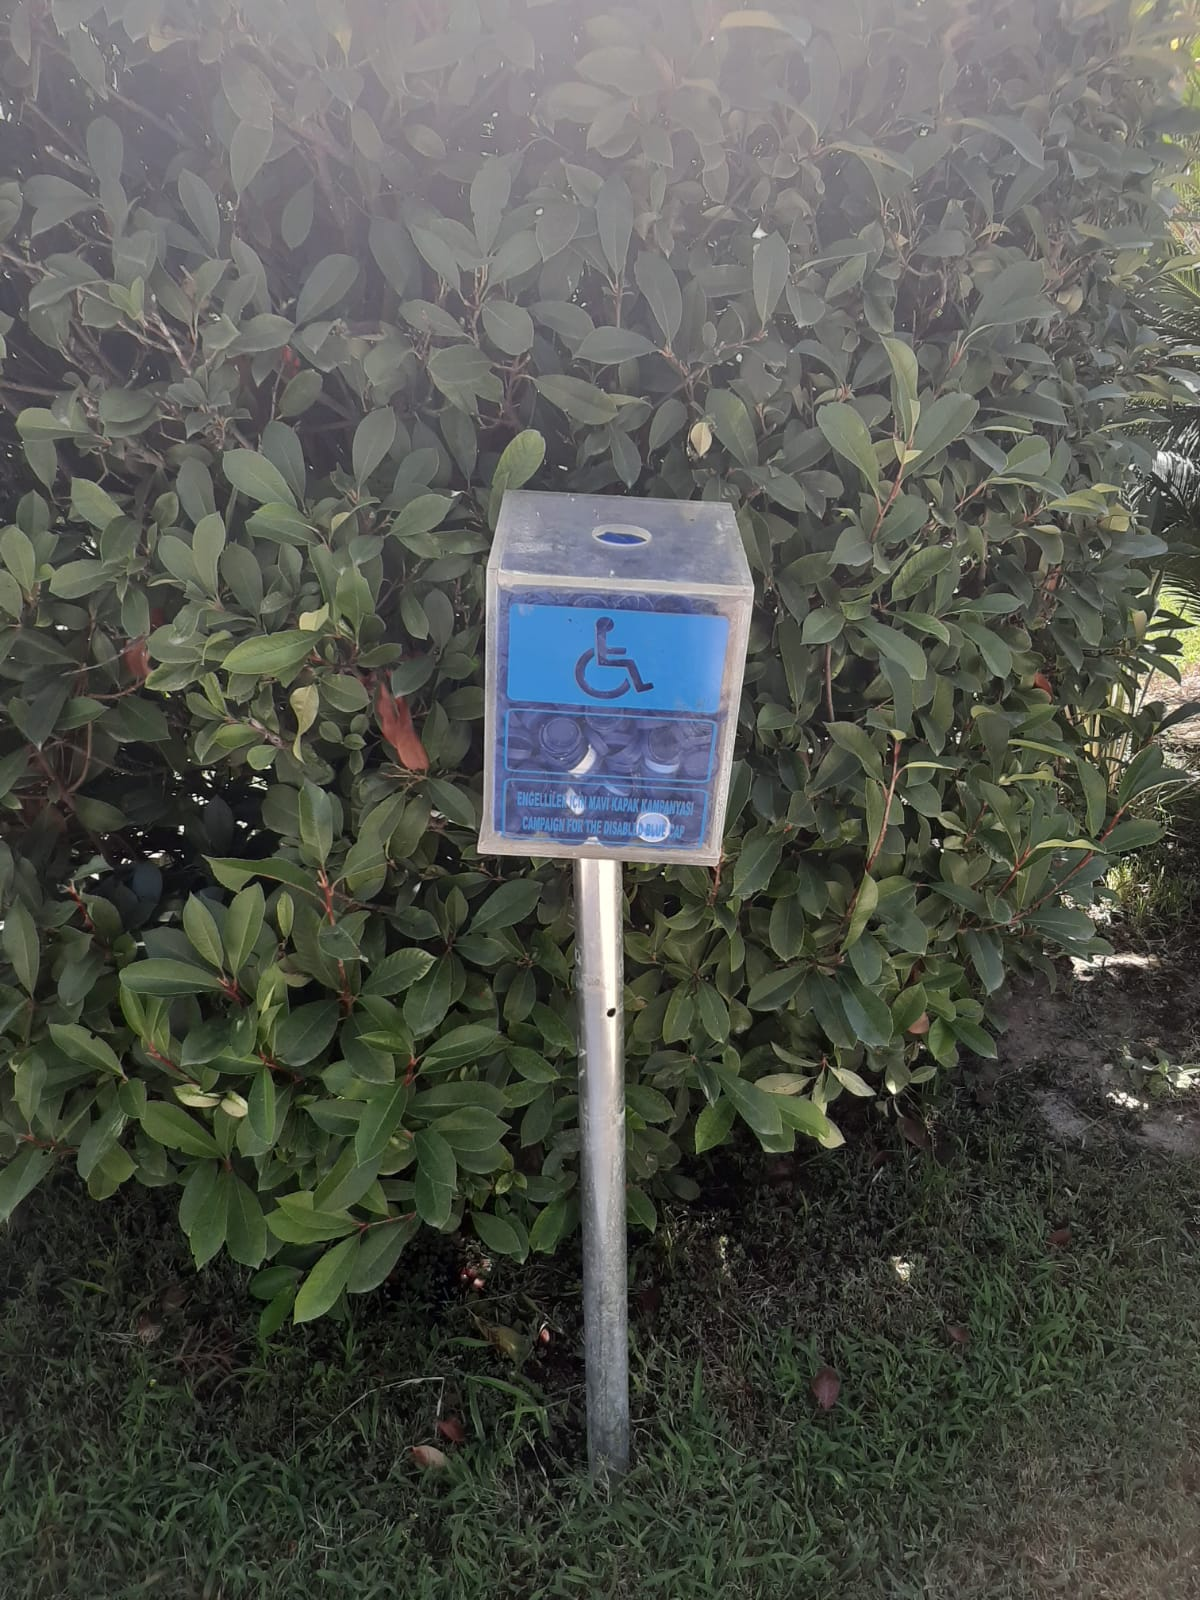 ENGELLİLER İÇİN MAVİ KAPAK KAMPANYASI
CAMPAIGN FOR THE DISABLED BLUE CAP